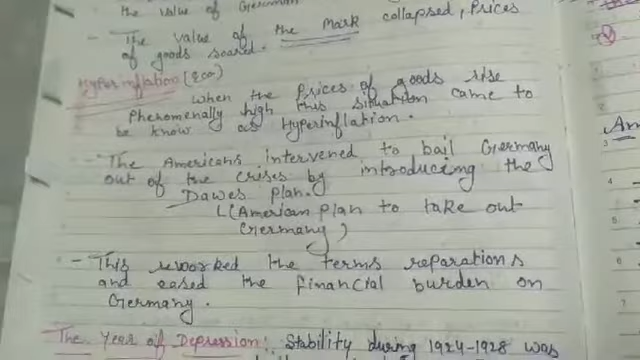 the value of German
- The value of the Mark collapsed, Prices
of goods soared.
Hyperinflation (Eco)
when the Prices of goods rise
Phenomenally high this situation came to
be know as Hyperinflation.
- The Americans intervened to bail Germany
out of the crises by introducing the
Dawes plan.
(American plan to take out
Germany)
- This reworked the terms reparations
and eased the financial burden on
Germany.
The Year of Depression: Stability during 1924-1928 was